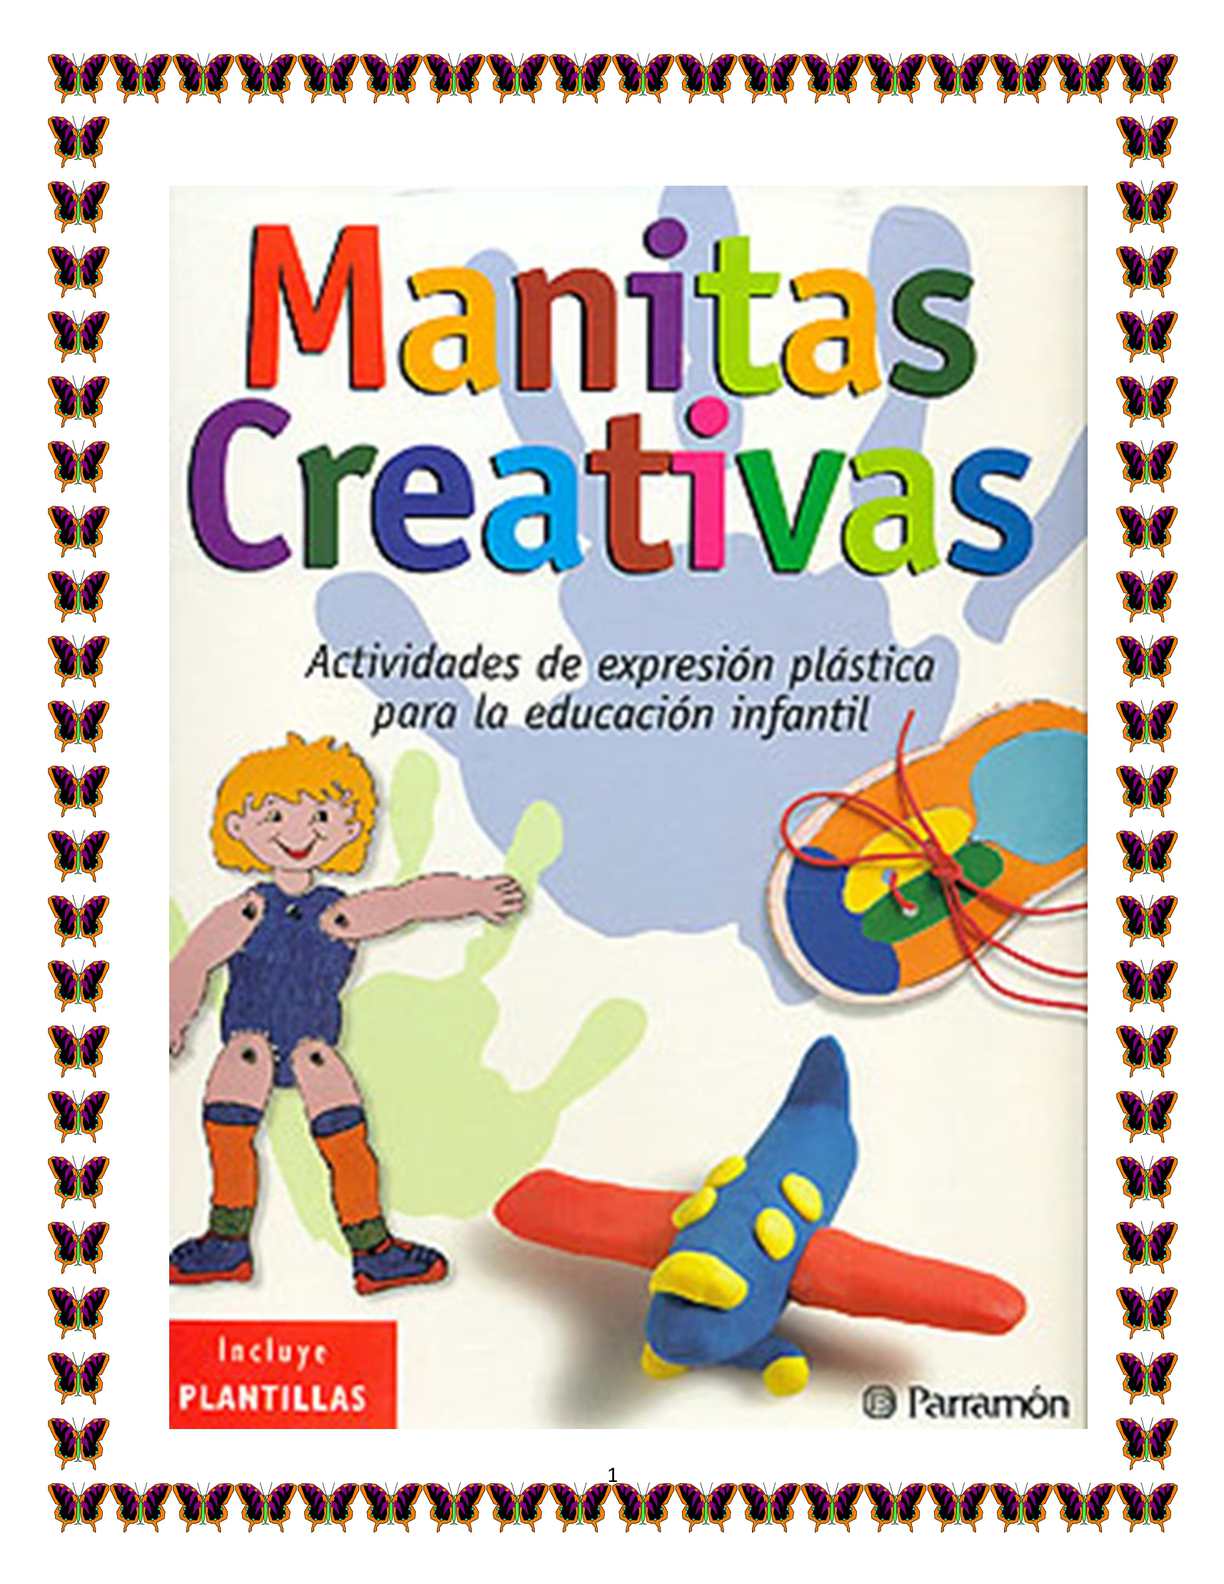 Manitas
Creativas
Actividades de expresión plástica
para la educación infantil
Incluye
PLANTILLAS
Parramón
1